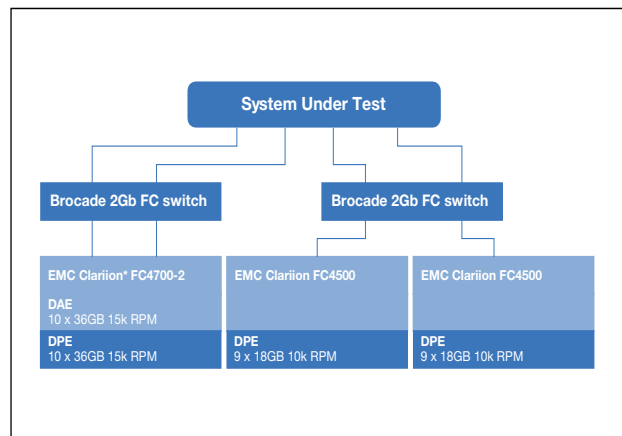 System Under Test
Brocade 2Gb FC switch
Brocade 2Gb FC switch
EMC Clariion* FC4700-2
DAE
10 x 36GB 15k RPM
DPE
10 x 36GB 15k RPM
EMC Clariion FC4500
DPE
9 x 18GB 10k RPM
EMC Clariion FC4500
DPE
9 x 18GB 10k RPM